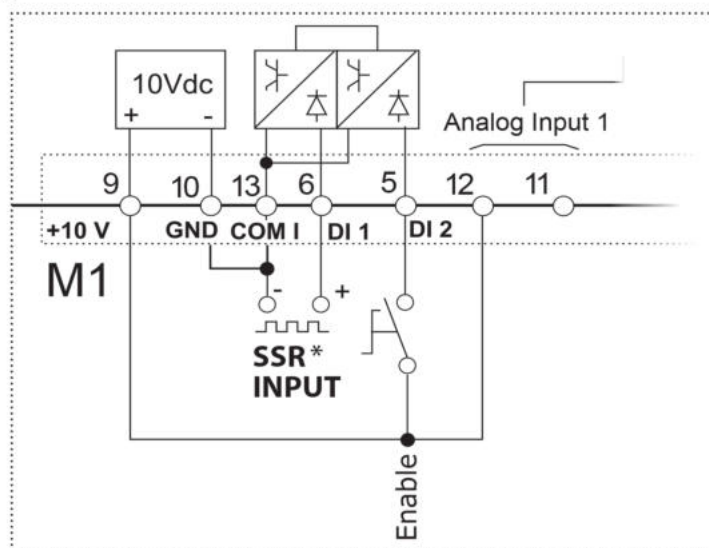 10Vdc
+ -
Analog Input 1
9 10 13 6 5 12 11
+10 V GND COM I DI 1 DI 2
M1
- +
SSR*
INPUT
Enable